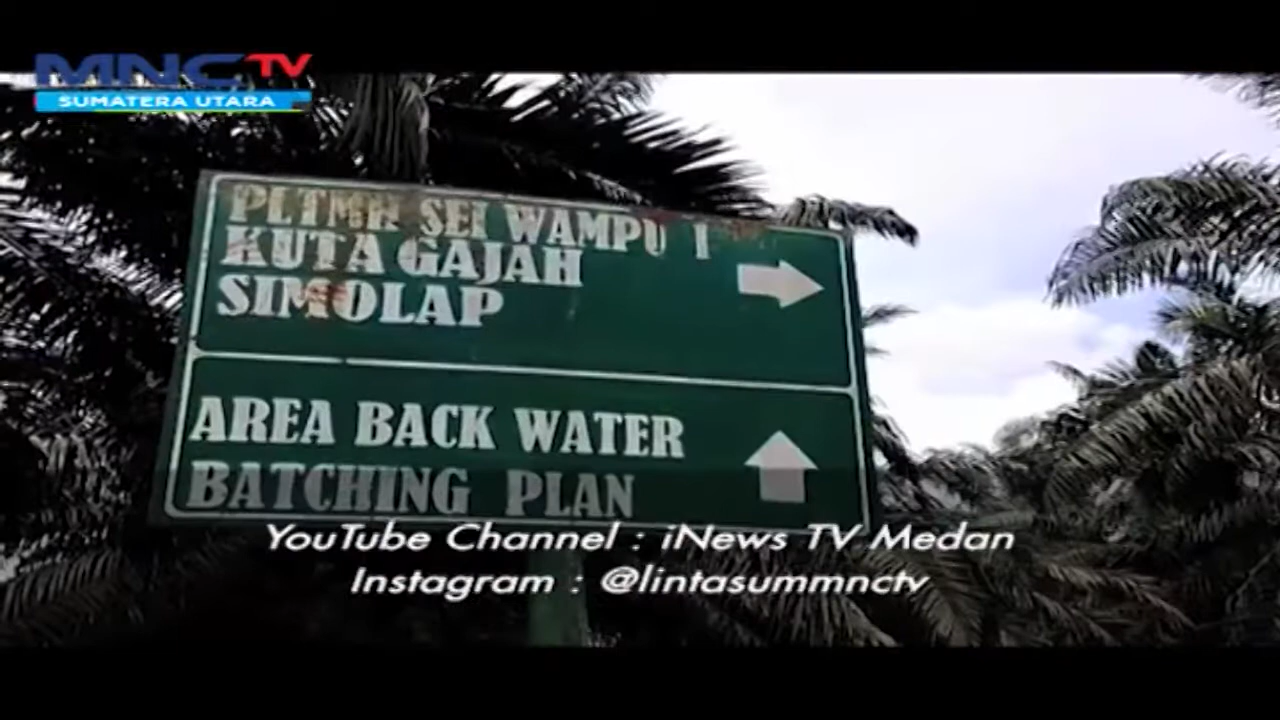 MNCTV
SUMATERA UTARA
PLTMH SEI WAMPU I
KUTA GAJAH
SIMOLAP
AREA BACK WATER
BATCHING PLAN
YouTube Channel : iNews TV Medan
Instagram : @lintasummnctv